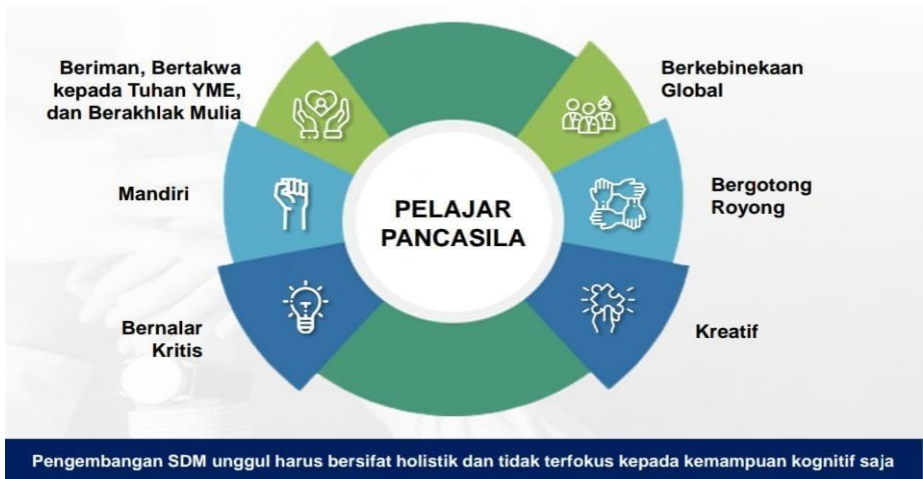 Beriman, Bertakwa
kepada Tuhan YME,
dan Berakhlak Mulia
Mandiri
Bernalar
Kritis
PELAJAR
PANCASILA
Berkebinekaan
Global
Bergotong
Royong
Kreatif
Pengembangan SDM unggul harus bersifat holistik dan tidak terfokus kepada kemampuan kognitif saja